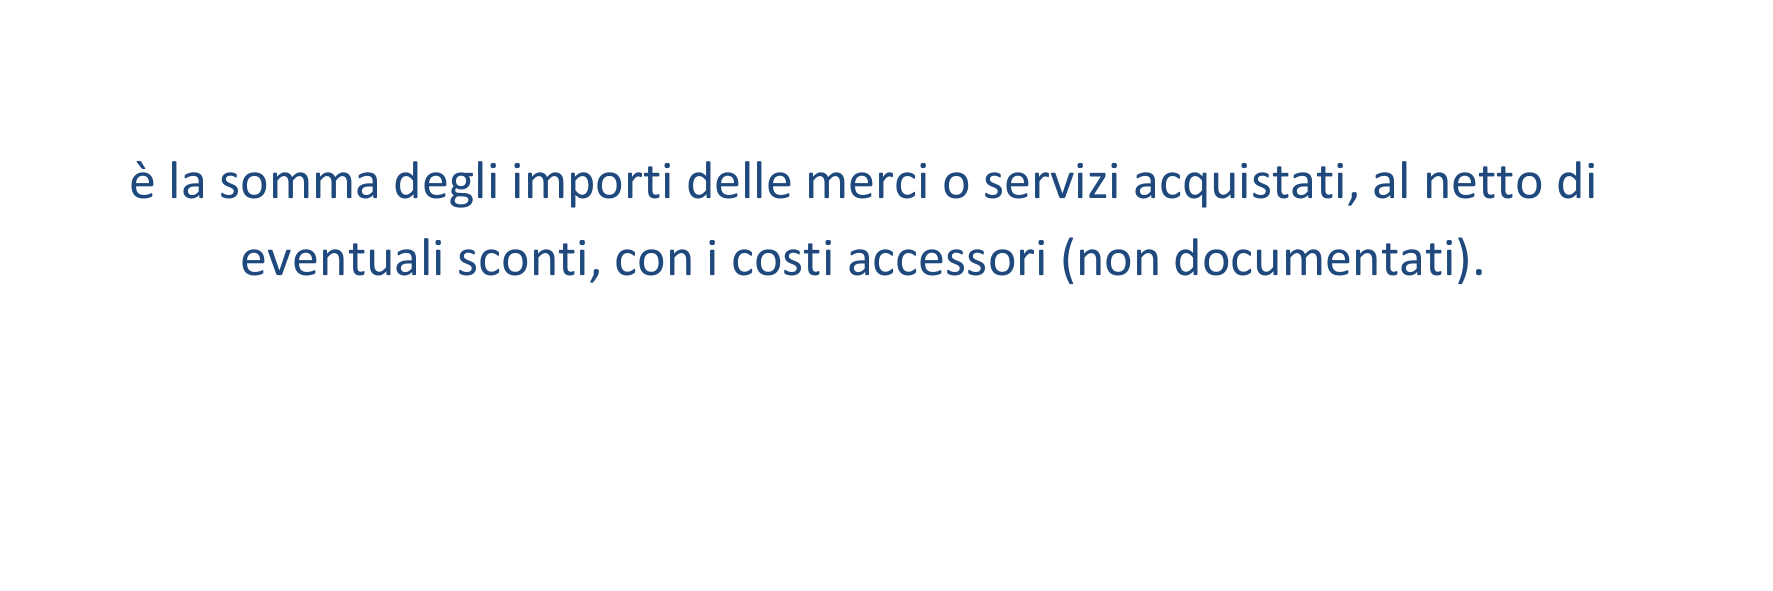 è la somma degli importi delle merci o servizi acquistati, al netto di
eventuali sconti, con i costi accessori (non documentati).